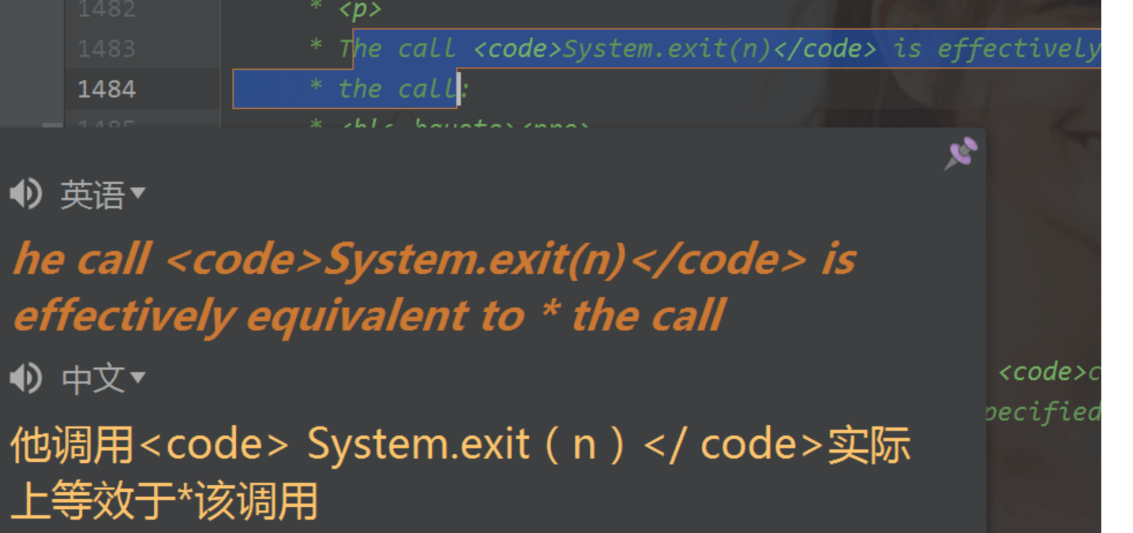 1482 * <p>
1483 * The call <code>System.exit(n)</code> is effectively
1484 * the call:
英语
he call <code>System.exit(n)</code> is
effectively equivalent to * the call
中文
<code>c
pecified
他调用<code> System.exit（n）</ code>实际
上等效于*该调用